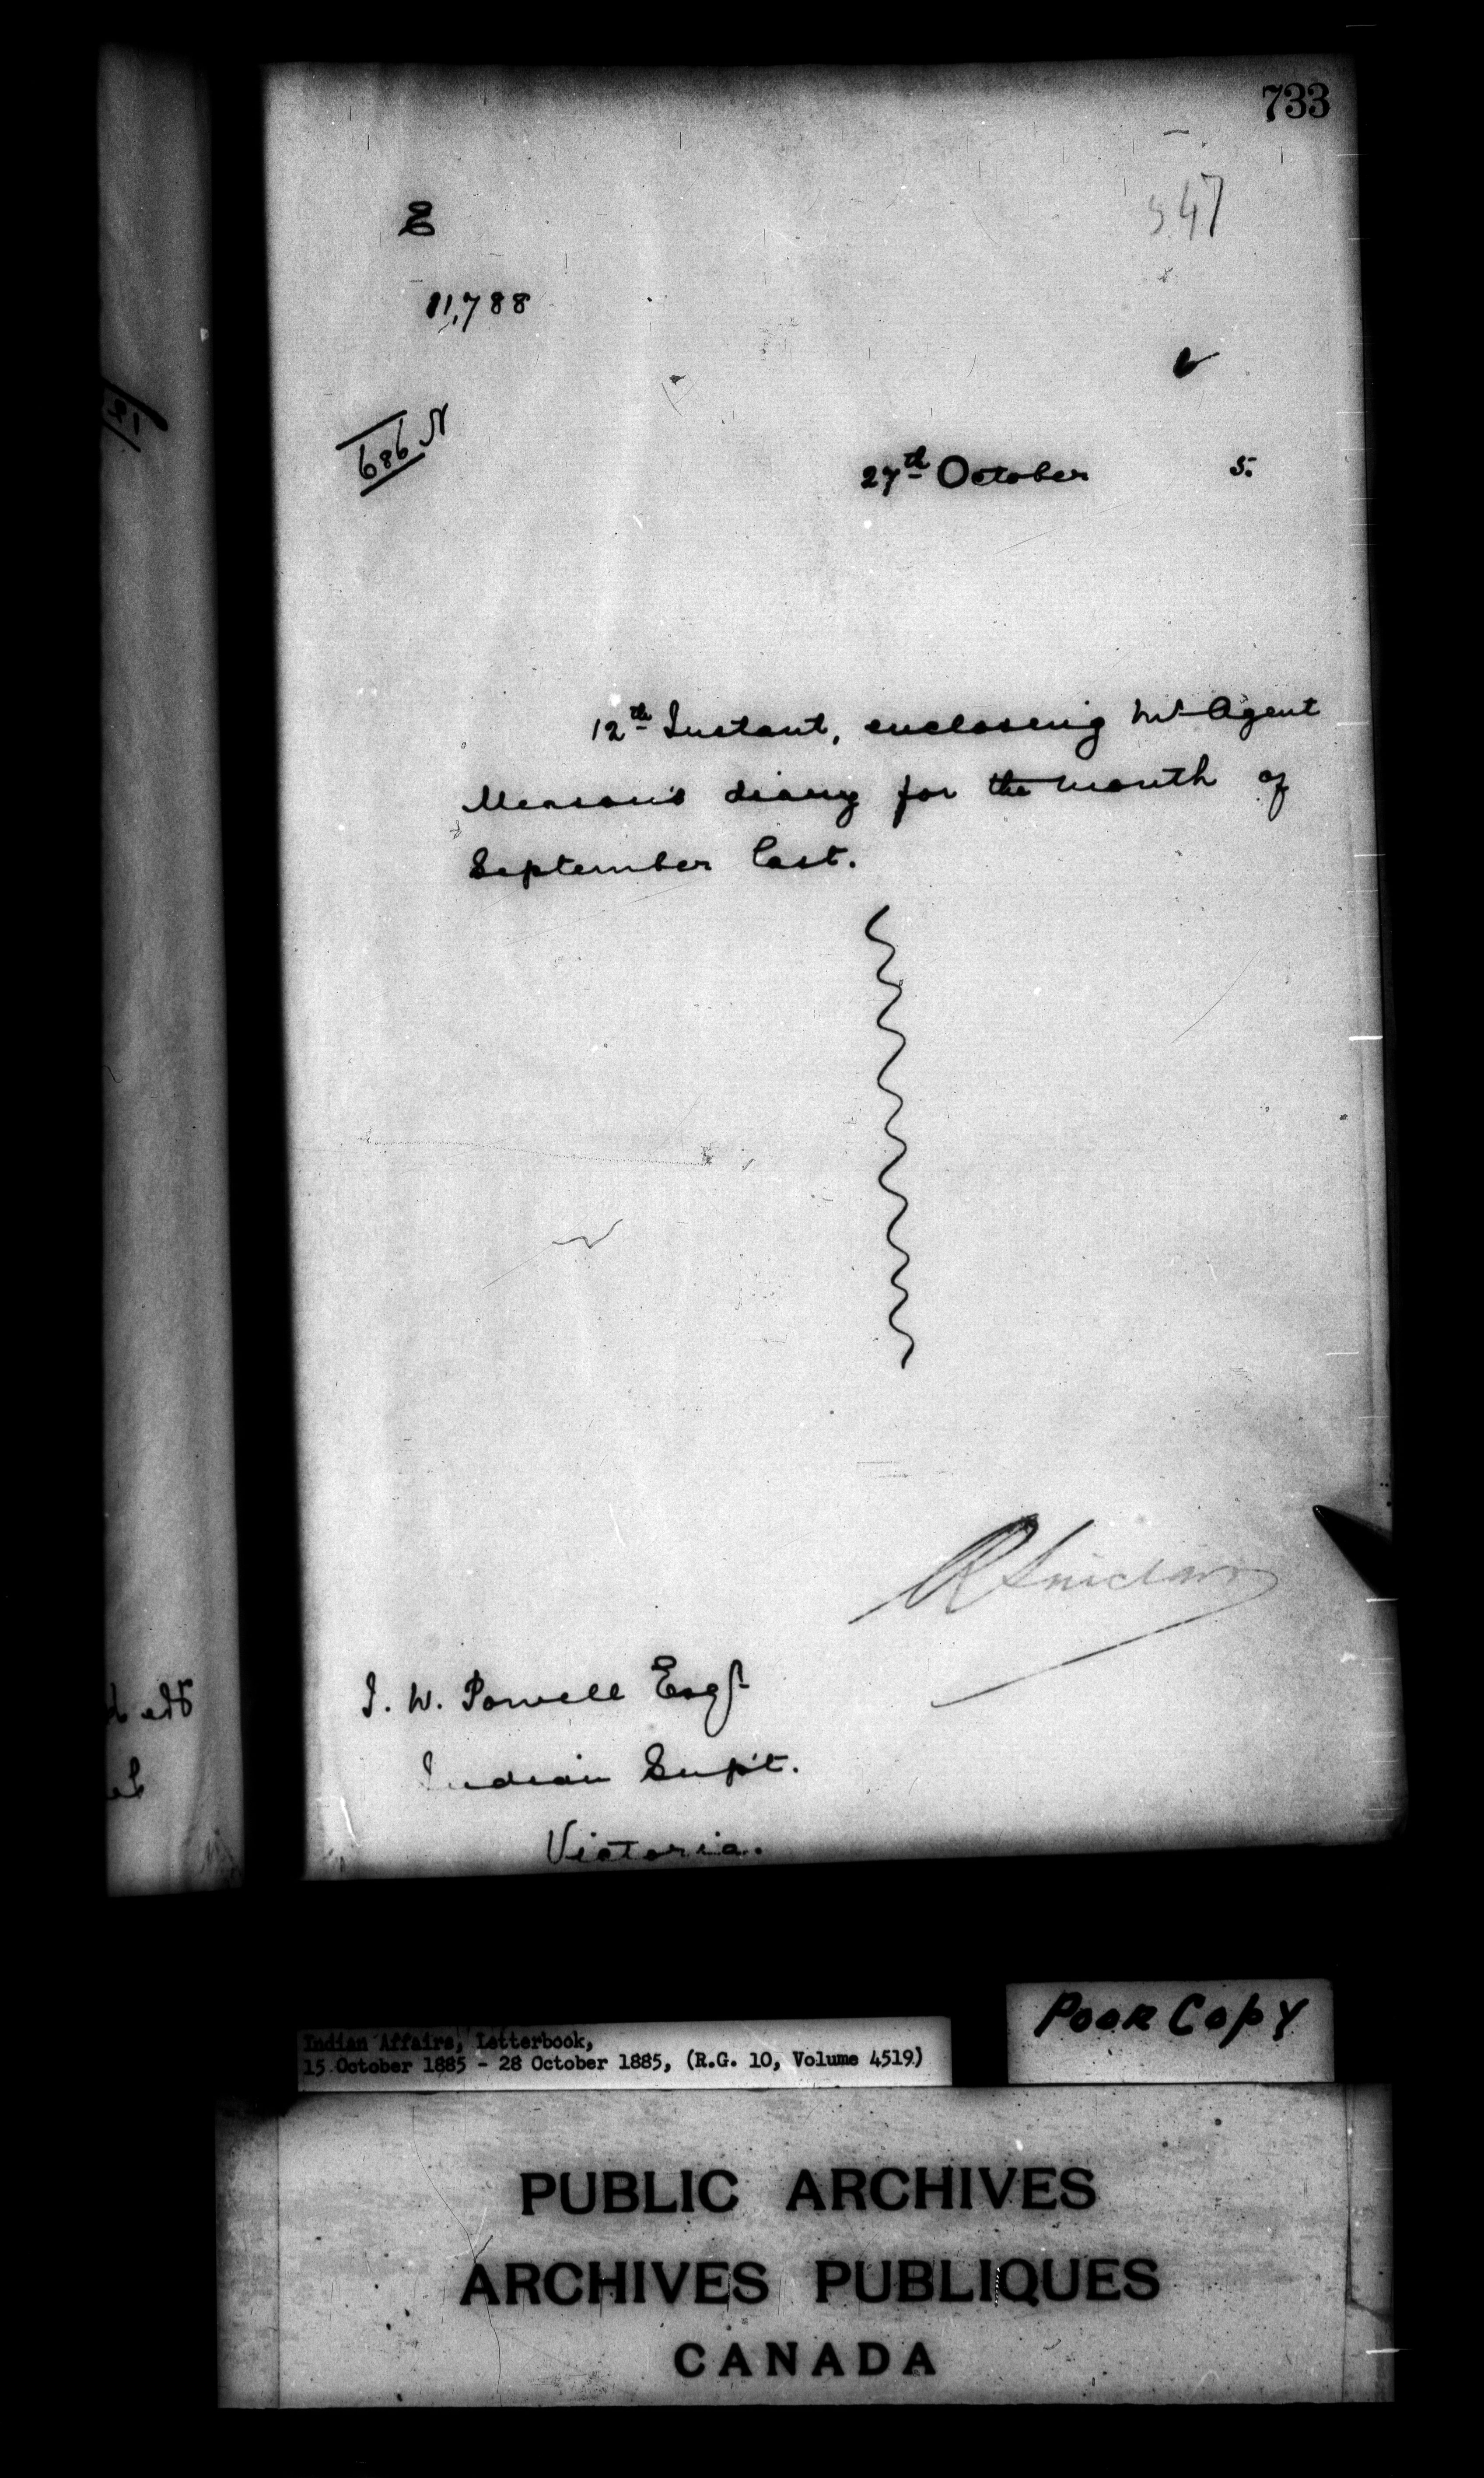 733
E
547
11,788
686 N
27th October 5.
12th Instant, enclosing Mr Agent
Meason's diary for the month of
September last.
R Sinclair
I. W. Powell Esqr
Indian Supt.
Victoria.
Poor Copy
Indian Affairs, Letterbook,
15 October 1885 - 28 October 1885, (R.G. 10, Volume 4519)
PUBLIC ARCHIVES
ARCHIVES PUBLIQUES
CANADA